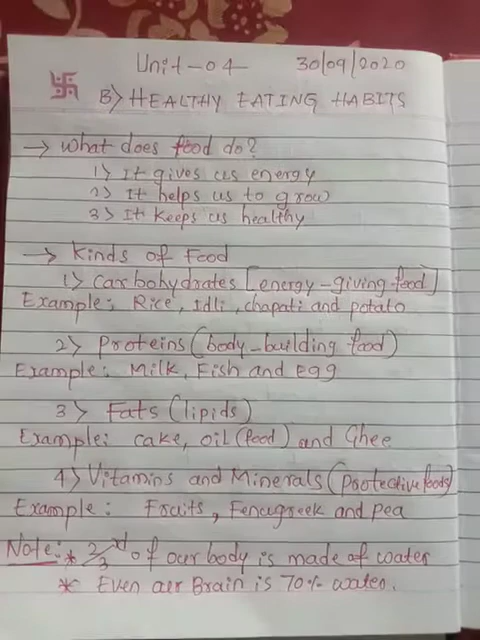 Unit-04 30/09/2020
卐
B) HEALTHY EATING HABITS
→ What does food do?
1) It gives us energy
2) It helps us to grow
3) It keeps us healthy
→ Kinds of Food
1) carbohydrates [energy-giving food]
Example: Rice, Idli, chapati and potato
2) Proteins (body-building food)
Example: Milk, Fish and egg
3) Fats (lipids)
Example: cake, oil (food) and Ghee
4) Vitamins and Minerals (protective foods)
Example: Fruits, Fenugreek and pea
Note: * 2/3rd of our body is made of water
* Even our Brain is 70% water.